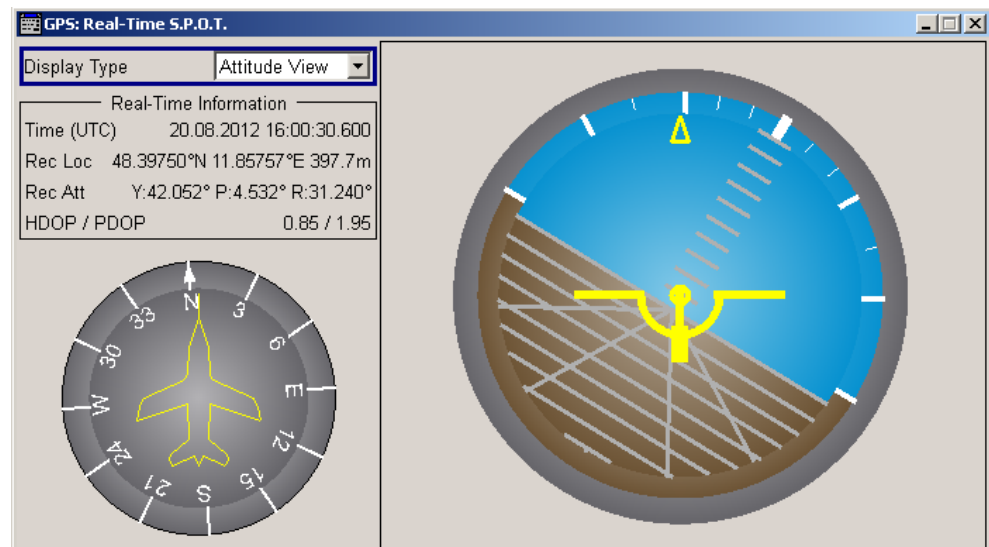 GPS: Real-Time S.P.O.T.
Display Type Attitude View
Real-Time Information
Time (UTC) 20.08.2012 16:00:30.600
Rec Loc 48.39750°N 11.85757°E 397.7m
Rec Att Y:42.052° P:4.532° R:31.240°
HDOP / PDOP 0.85 / 1.95
N
3
6
E
12
15
S
21
24
W
30
33